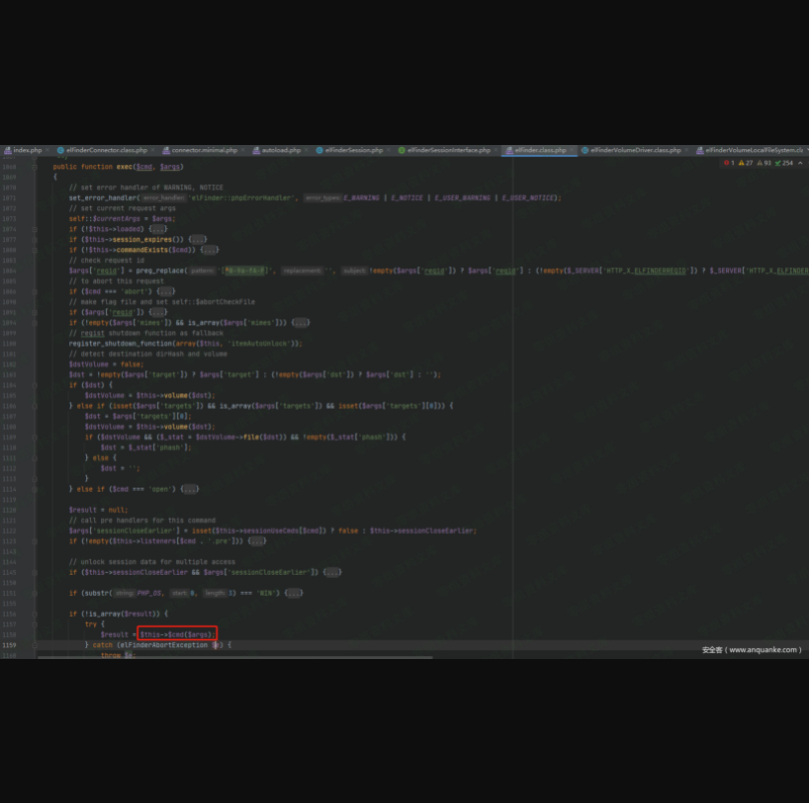 index.php elFinderConnector.class.php connector.minimal.php autoload.php elFinderSession.php elFinderSessionInterface.php elFinder.class.php elFinderVolumeDriver.class.php elFinderVolumeLocalFileSystem.cl
1 27 93 254
public function exec($cmd, $args)
{
// set error handler of WARNING, NOTICE
set_error_handler( error_handler: 'elFinder::phpErrorHandler', error_types: E_WARNING | E_NOTICE | E_USER_WARNING | E_USER_NOTICE);
// set current request args
self::$currentArgs = $args;
if (!$this->loaded) {...}
if ($this->session_expires()) {...}
if (!$this->commandExists($cmd)) {...}
// check request id
$args['reqid'] = preg_replace( pattern: '[^0-9a-fA-F]', replacement: '', subject: !empty($args['reqid']) ? $args['reqid'] : (!empty($_SERVER['HTTP_X_ELFINDERREQID']) ? $_SERVER['HTTP_X_ELFINDER
// to abort this request
if ($cmd === 'abort') {...}
// make flag file and set self::$abortCheckFile
if ($args['reqid']) {...}
if (!empty($args['mimes']) && is_array($args['mimes'])) {...}
// regist shutdown function as fallback
register_shutdown_function(array($this, 'itemAutoUnlock'));
// detect destination dirHash and volume
$dstVolume = false;
$dst = !empty($args['target']) ? $args['target'] : (!empty($args['dst']) ? $args['dst'] : '');
if ($dst) {
$dstVolume = $this->volume($dst);
} else if (isset($args['targets']) && is_array($args['targets']) && isset($args['targets'][0])) {
$dst = $args['targets'][0];
$dstVolume = $this->volume($dst);
if ($dstVolume && ($_stat = $dstVolume->file($dst)) && !empty($_stat['phash'])) {
$dst = $_stat['phash'];
} else {
$dst = '';
}
} else if ($cmd === 'open') {...}
$result = null;
// call pre handlers for this command
$args['sessionCloseEarlier'] = isset($this->sessionUseCmds[$cmd]) ? false : $this->sessionCloseEarlier;
if (!empty($this->listeners[$cmd . '.pre'])) {...}
// unlock session data for multiple access
if ($this->sessionCloseEarlier && $args['sessionCloseEarlier']) {...}
if (substr( string: PHP_OS, start: 0, length: 3) === 'WIN') {...}
if (!is_array($result)) {
try {
$result = $this->$cmd($args);
1159 } catch (elFinderAbortException $e) {
throw $e;
安全客（www.anquanke.com）